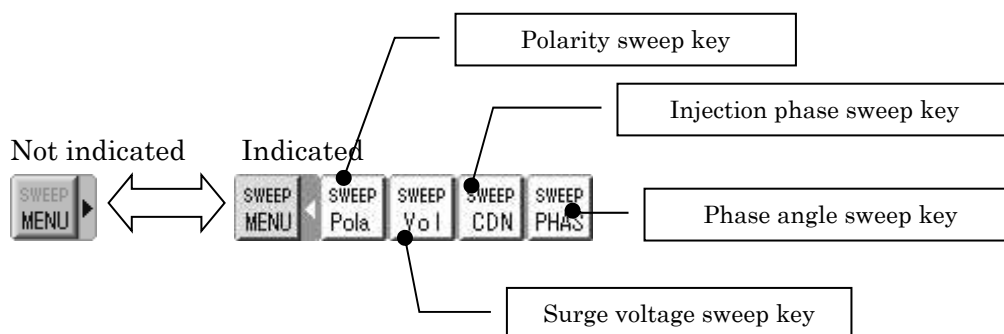 Polarity sweep key
Injection phase sweep key
Not indicated
Indicated
SWEEP
MENU
SWEEP
MENU
SWEEP
Pola
SWEEP
Vol
SWEEP
CDN
SWEEP
PHAS
Phase angle sweep key
Surge voltage sweep key